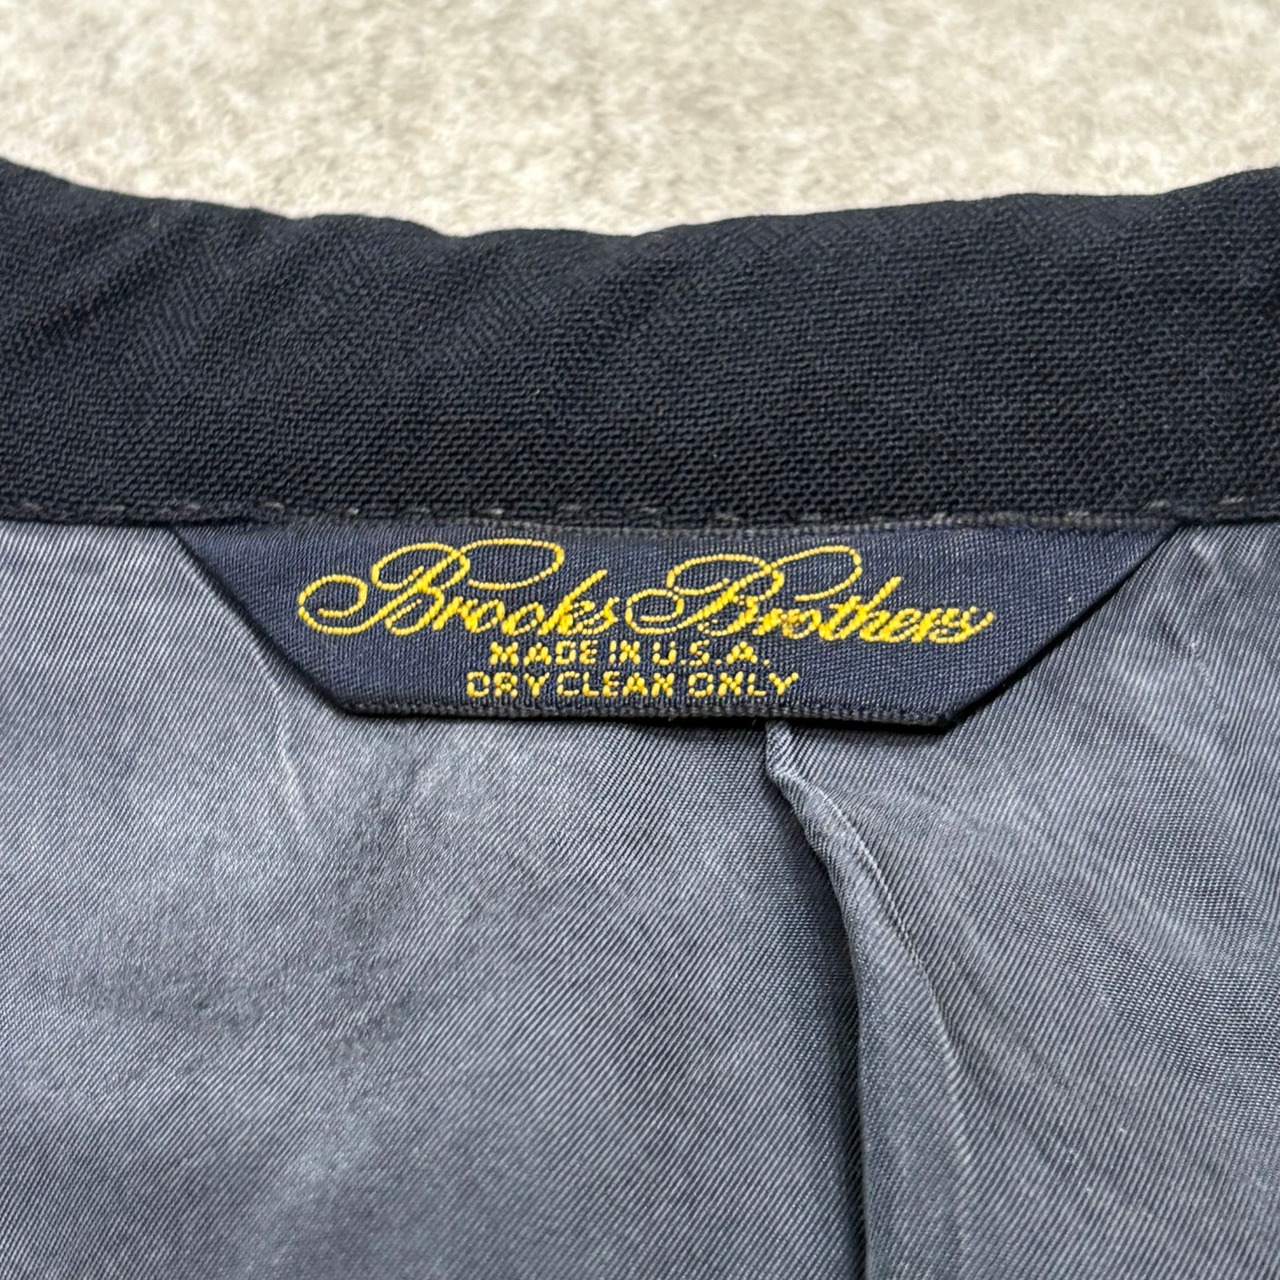 Brooks Brothers
MADE IN U.S.A.
DRY CLEAN ONLY